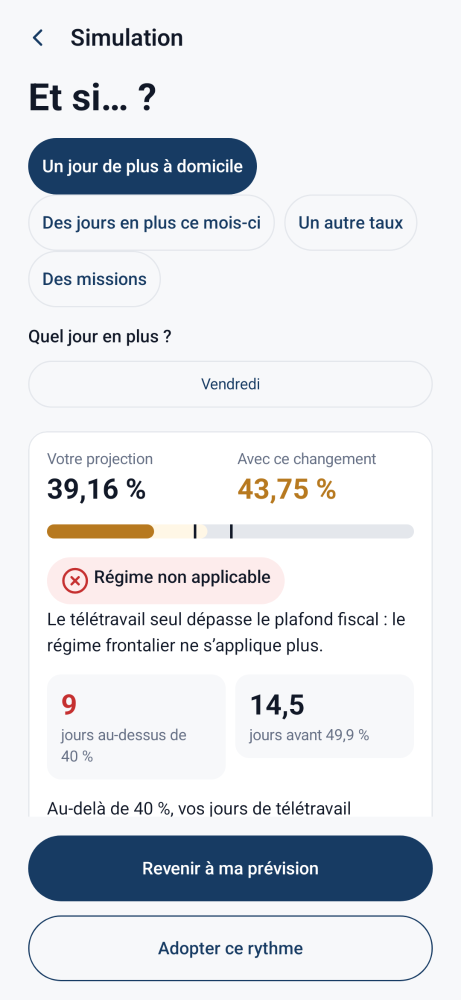 Simulation
Et si… ?
Un jour de plus à domicile
Des jours en plus ce mois-ci
Un autre taux
Des missions
Quel jour en plus ?
Vendredi
Votre projection
Avec ce changement
39,16 %
43,75 %
Régime non applicable
Le télétravail seul dépasse le plafond fiscal : le
régime frontalier ne s’applique plus.
9
jours au-dessus de
40 %
14,5
jours avant 49,9 %
Au-delà de 40 %, vos jours de télétravail
Revenir à ma prévision
Adopter ce rythme